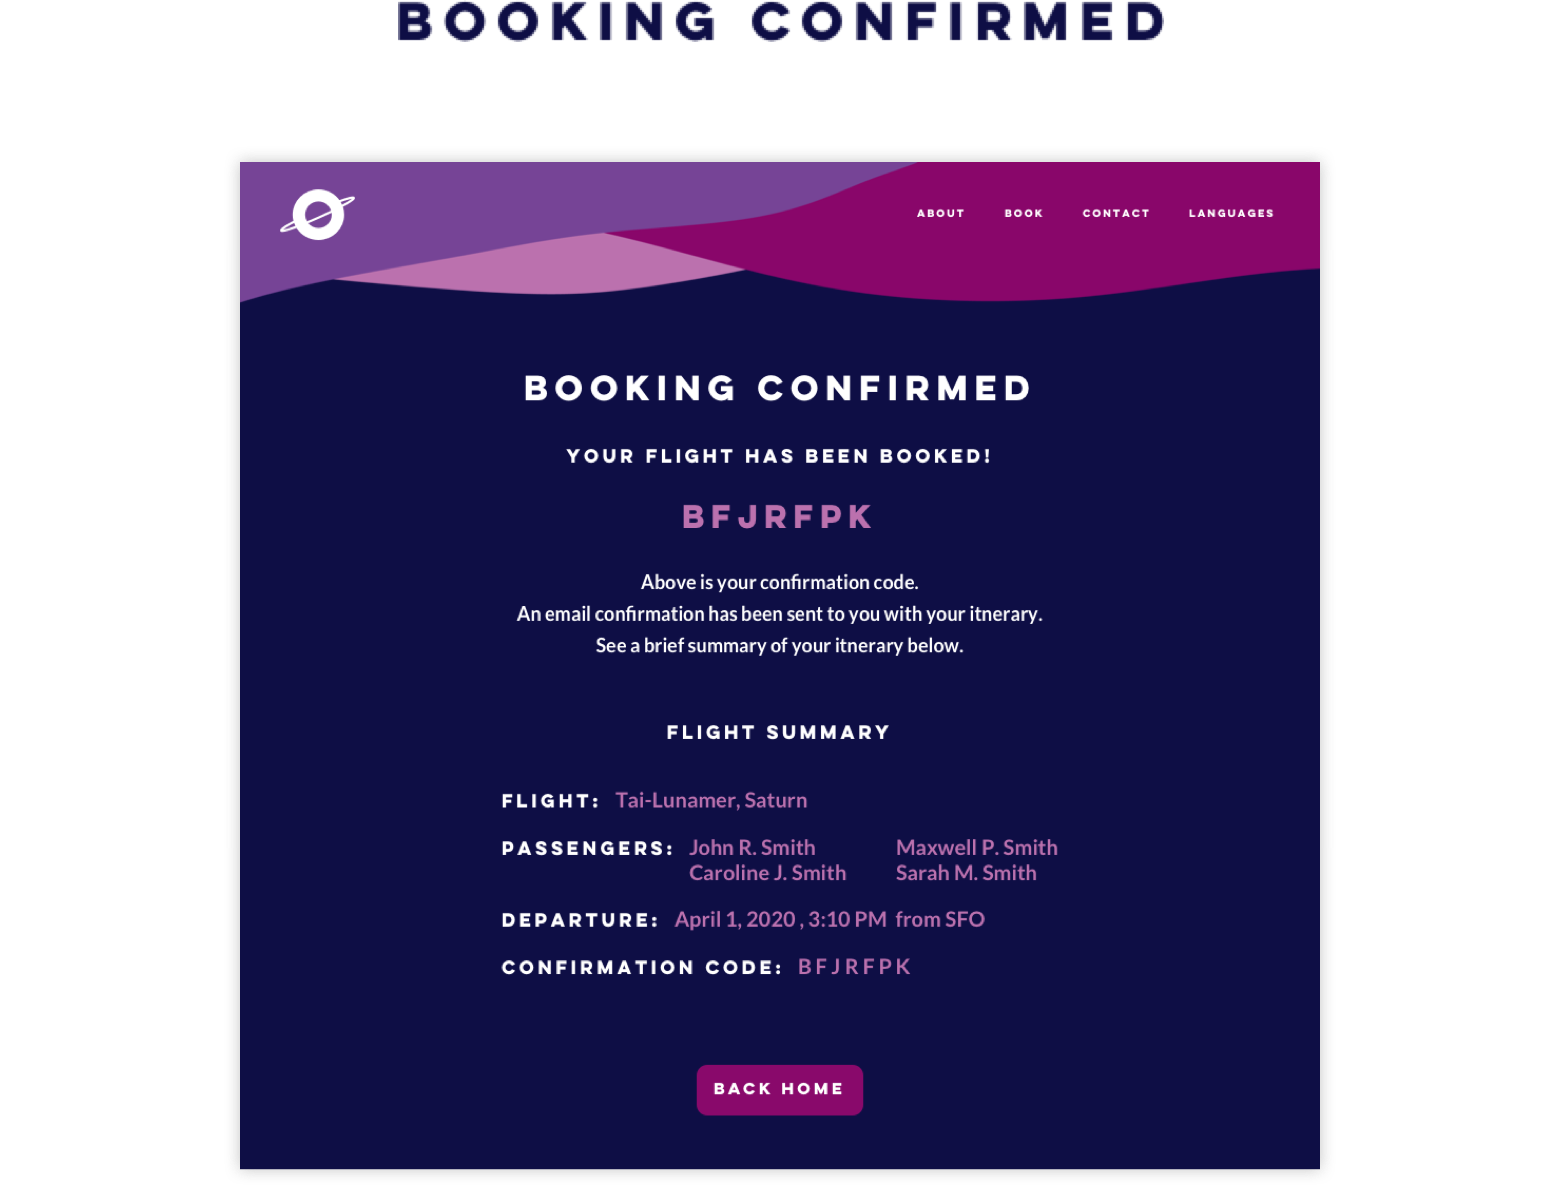 BOOKING CONFIRMED
ABOUT BOOK CONTACT LANGUAGES
BOOKING CONFIRMED
YOUR FLIGHT HAS BEEN BOOKED!
BFJRFPK
Above is your confirmation code.
An email confirmation has been sent to you with your itnerary.
See a brief summary of your itnerary below.
FLIGHT SUMMARY
FLIGHT: Tai-Lunamer, Saturn
PASSENGERS: John R. Smith Maxwell P. Smith
Caroline J. Smith Sarah M. Smith
DEPARTURE: April 1, 2020 , 3:10 PM from SFO
CONFIRMATION CODE: BFJRFPK
BACK HOME